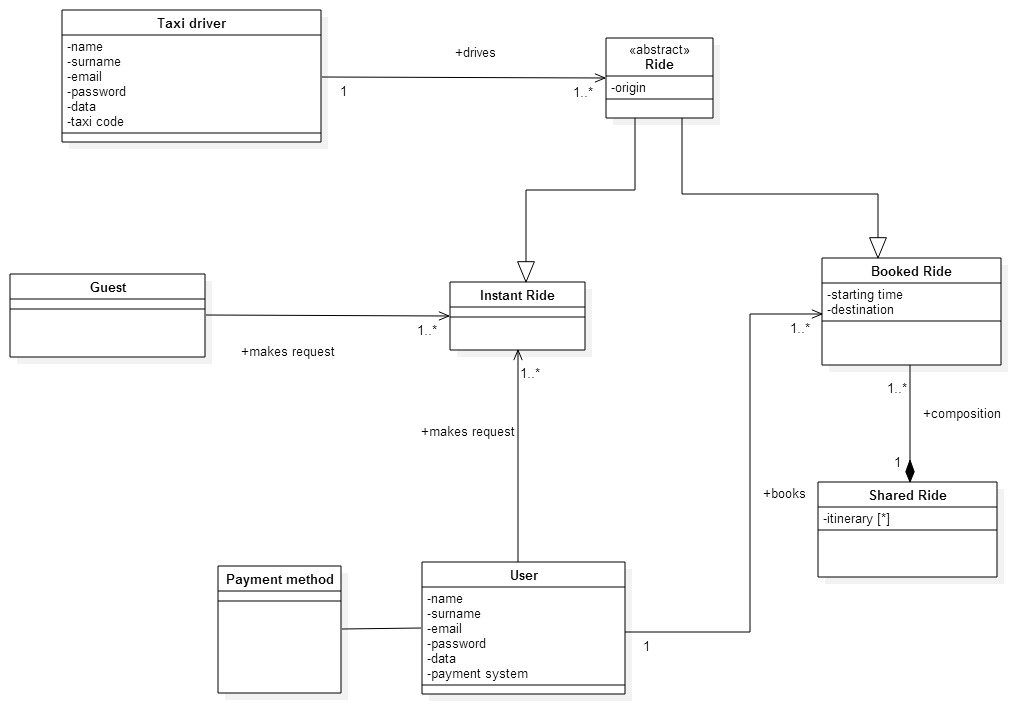 Taxi driver
-name
-surname
-email
-password
-data
-taxi code
+drives
1
1..*
«abstract»
Ride
-origin
Guest
+makes request
1..*
Instant Ride
1..*
+makes request
Booked Ride
-starting time
-destination
1..*
1..*
+composition
1
Shared Ride
-itinerary [*]
+books
Payment method
User
-name
-surname
-email
-password
-data
-payment system
1